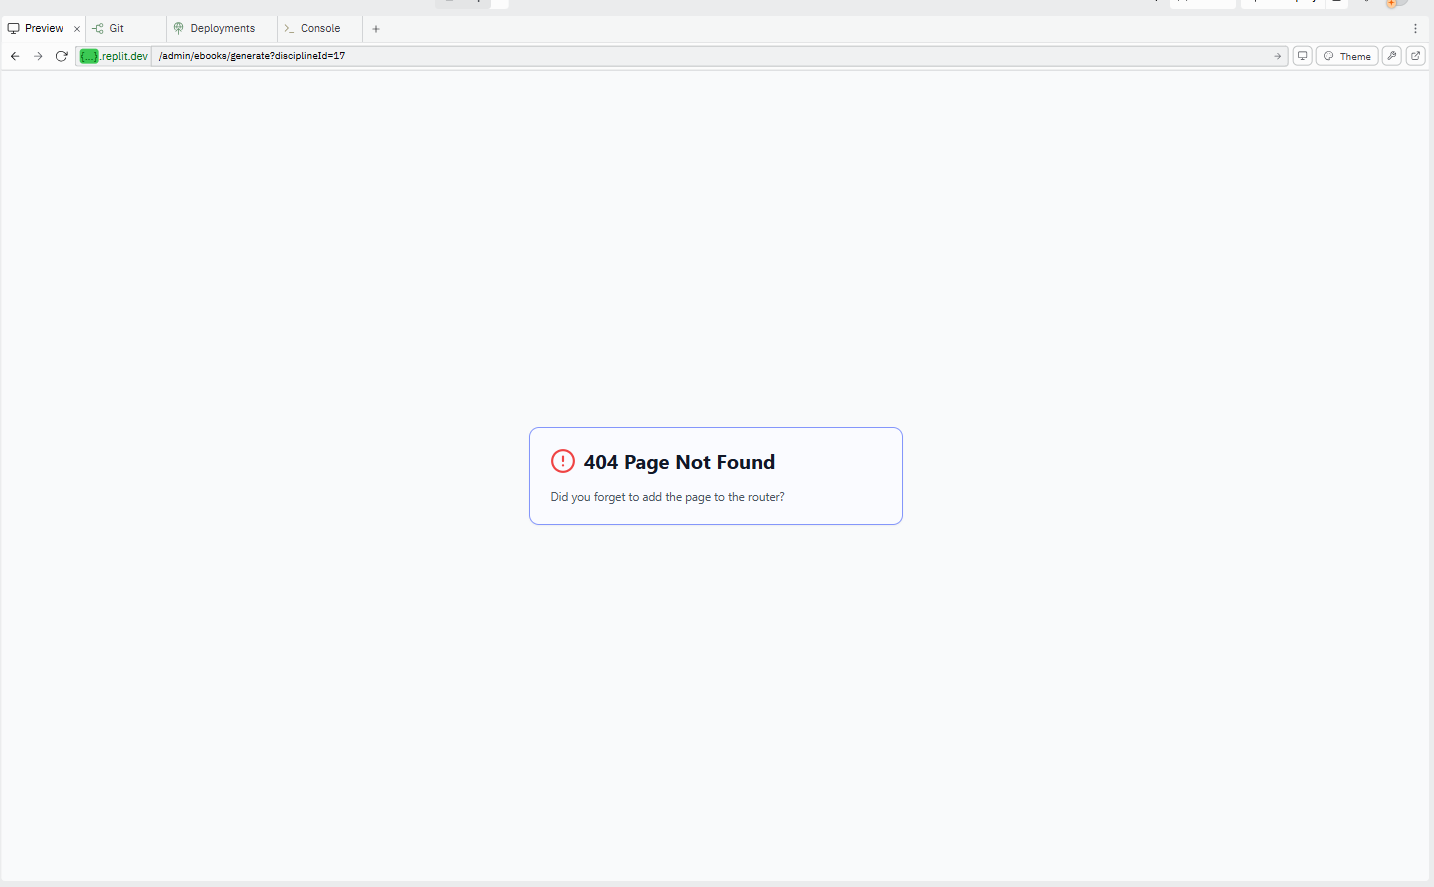 Preview
Git
Deployments
Console
{...}.replit.dev /admin/ebooks/generate?disciplineId=17
Theme
404 Page Not Found
Did you forget to add the page to the router?